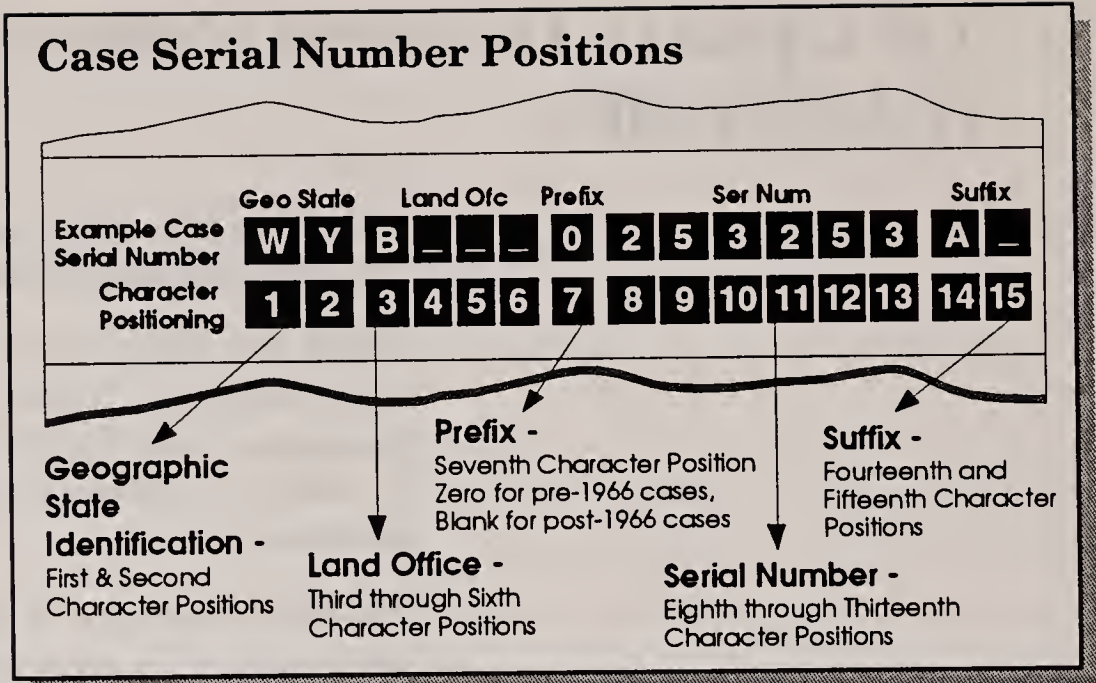 Case Serial Number Positions
Geo State Land Ofc Prefix Ser Num Suffix
Example Case Serial Number W Y B _ _ _ 0 2 5 3 2 5 3 A _
Character Positioning 1 2 3 4 5 6 7 8 9 10 11 12 13 14 15
Geographic
State
Identification -
First & Second
Character Positions
Land Office -
Third through Sixth
Character Positions
Prefix -
Seventh Character Position
Zero for pre-1966 cases,
Blank for post-1966 cases
Serial Number -
Eighth through Thirteenth
Character Positions
Suffix -
Fourteenth and
Fifteenth Character
Positions